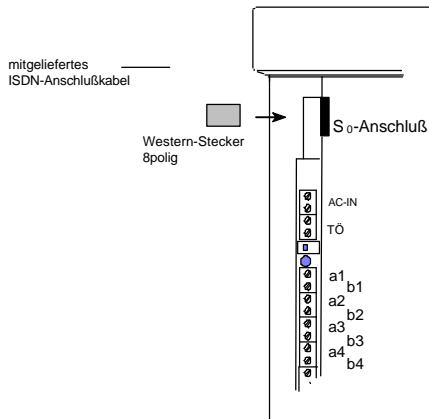 mitgeliefertes
ISDN-Anschlußkabel
S0-Anschluß
Western-Stecker
8polig
AC-IN
TÖ
a1
b1
a2
b2
a3
b3
a4
b4